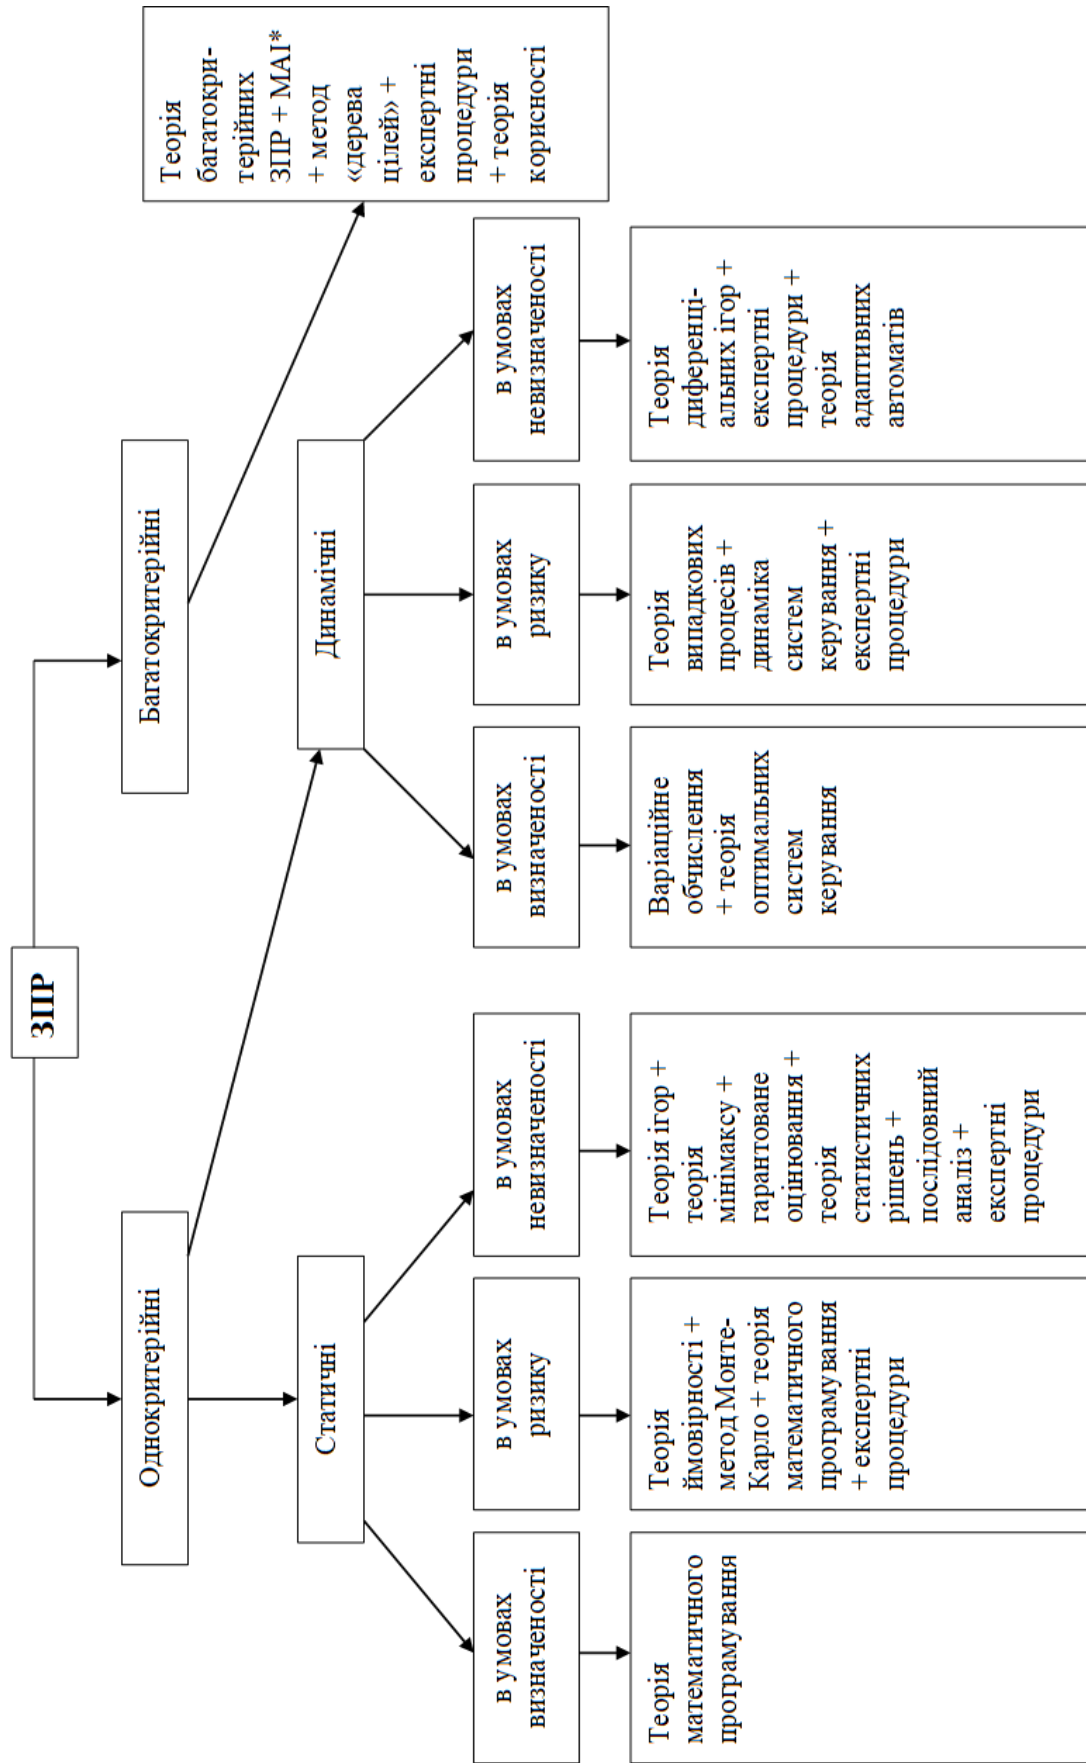 ЗПР
Однокритерійні
Багатокритерійні
Статичні
Динамічні
Теорія
багатокри-
терійних
ЗПР + МАІ*
+ метод
«дерева
цілей» +
експертні
процедури
+ теорія
корисності
в умовах
визначеності
в умовах
ризику
в умовах
невизначеності
в умовах
визначеності
в умовах
ризику
в умовах
невизначеності
Теорія
математичного
програмування
Теорія
ймовірності +
метод Монте-
Карло + теорія
математичного
програмування
+ експертні
процедури
Теорія ігор +
теорія
мінімаксу +
гарантоване
оцінювання +
теорія
статистичних
рішень +
послідовний
аналіз +
експертні
процедури
Варіаційне
обчислення
+ теорія
оптимальних
систем
керування
Теорія
випадкових
процесів +
динаміка
систем
керування +
експертні
процедури
Теорія
диференці-
альних ігор +
експертні
процедури +
теорія
адаптивних
автоматів